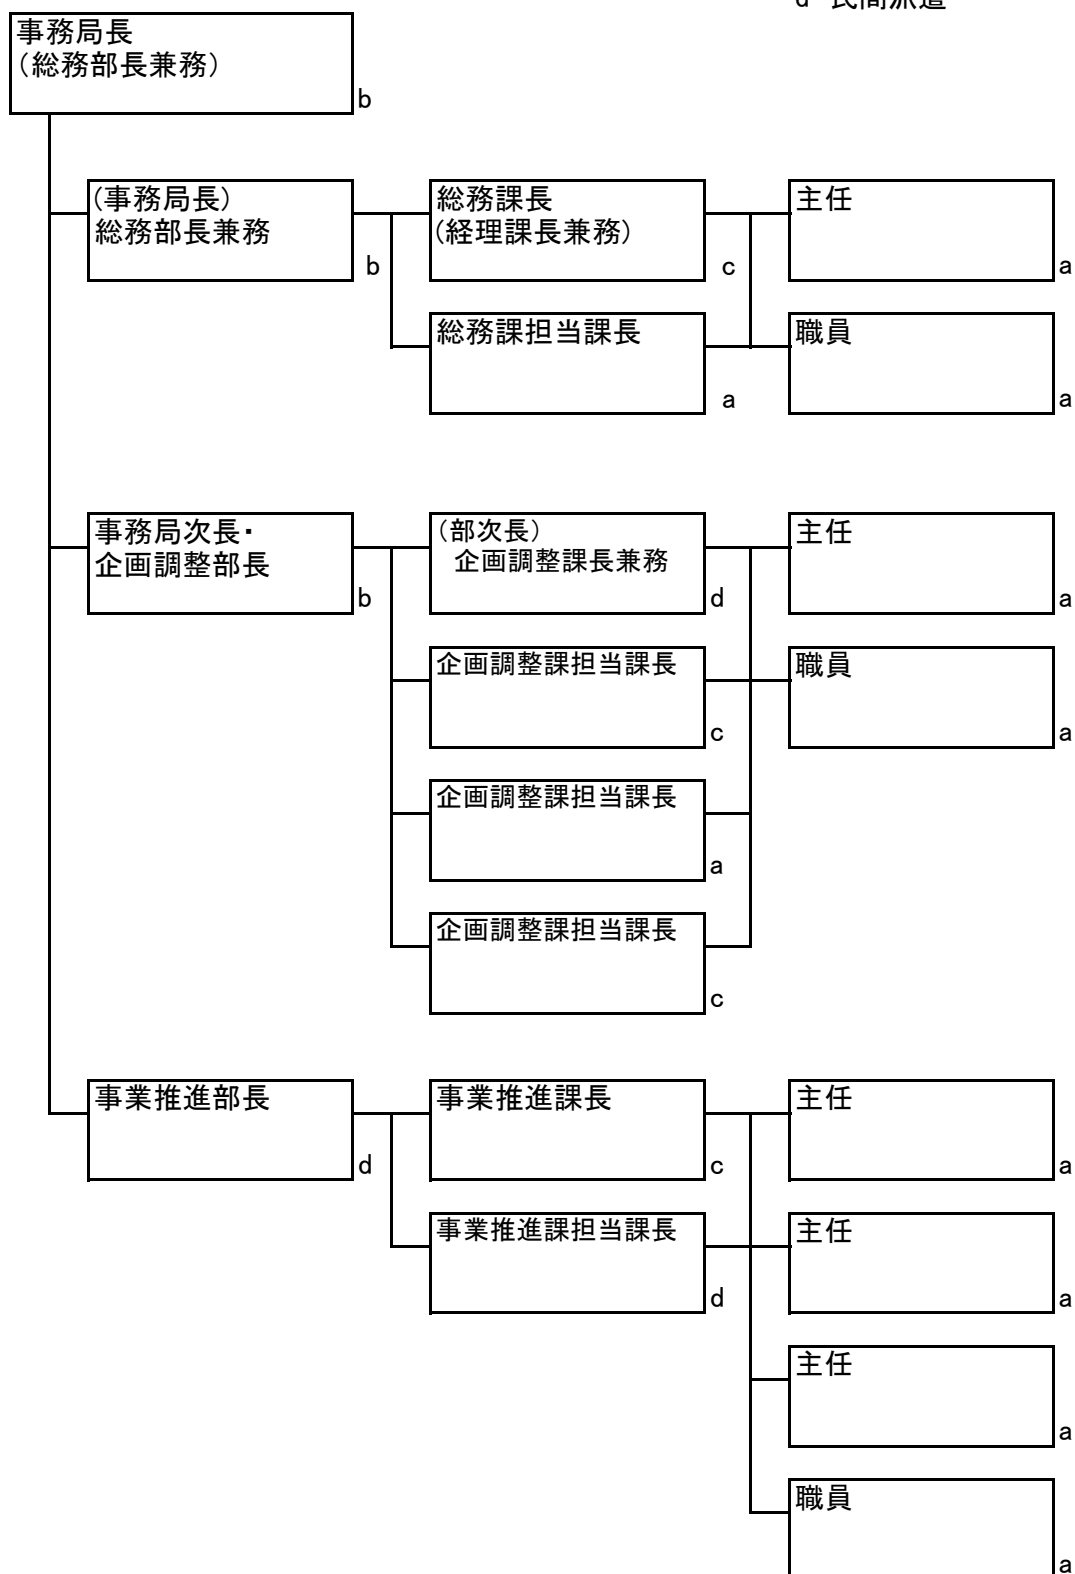 d 民間派遣
事務局長
(総務部長兼務)
b
(事務局長)
総務部長兼務
b
総務課長
(経理課長兼務)
c
主任
a
総務課担当課長
a
職員
a
事務局次長・
企画調整部長
b
(部次長)
企画調整課長兼務
d
主任
a
企画調整課担当課長
c
職員
a
企画調整課担当課長
a
企画調整課担当課長
c
事業推進部長
d
事業推進課長
c
主任
a
事業推進課担当課長
d
主任
a
主任
a
職員
a